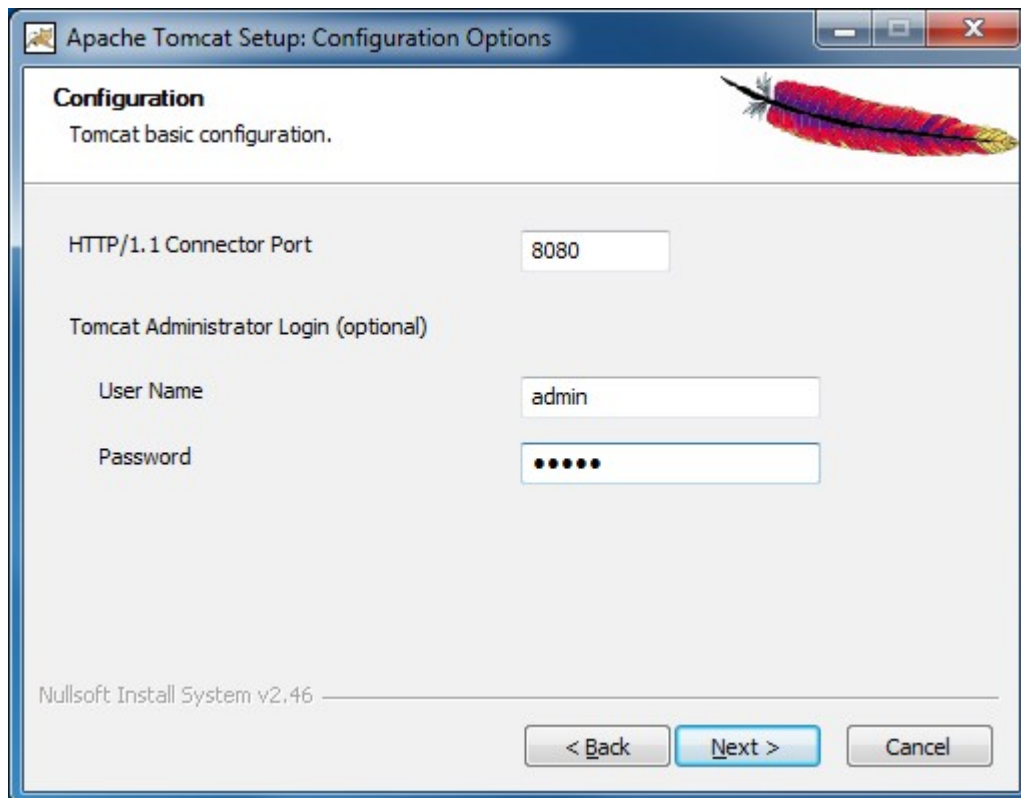 Apache Tomcat Setup: Configuration Options
Configuration
Tomcat basic configuration.
HTTP/1.1 Connector Port 8080
Tomcat Administrator Login (optional)
User Name admin
Password •••••
Nullsoft Install System v2.46
< Back Next > Cancel